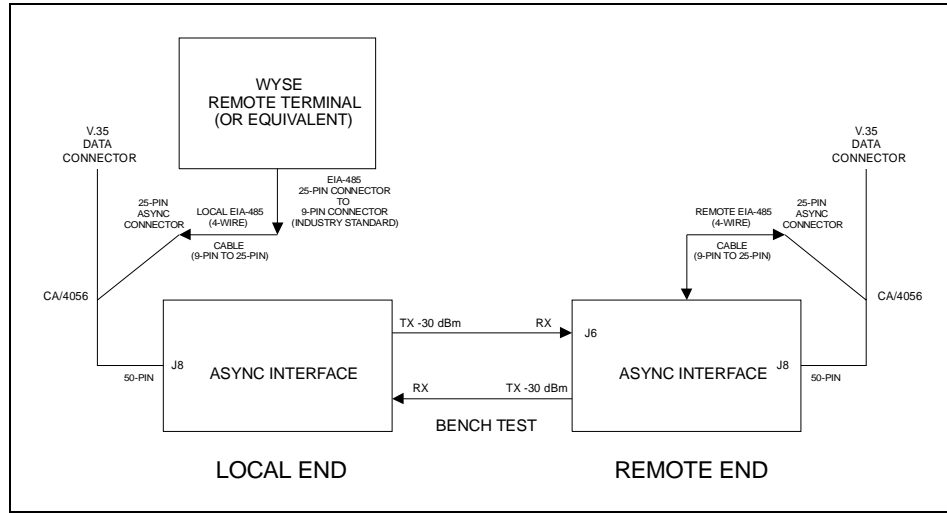 WYSE
REMOTE TERMINAL
(OR EQUIVALENT)
V.35
DATA
CONNECTOR
EIA-485
25-PIN CONNECTOR
TO
9-PIN CONNECTOR
(INDUSTRY STANDARD)
25-PIN
ASYNC
CONNECTOR
LOCAL EIA-485
(4-WIRE)
CABLE
(9-PIN TO 25-PIN)
CA/4056
50-PIN
J8
ASYNC INTERFACE
TX -30 dBm
RX
RX
TX -30 dBm
BENCH TEST
LOCAL END
V.35
DATA
CONNECTOR
25-PIN
ASYNC
CONNECTOR
REMOTE EIA-485
(4-WIRE)
CABLE
(9-PIN TO 25-PIN)
CA/4056
J6
J8
ASYNC INTERFACE
50-PIN
REMOTE END